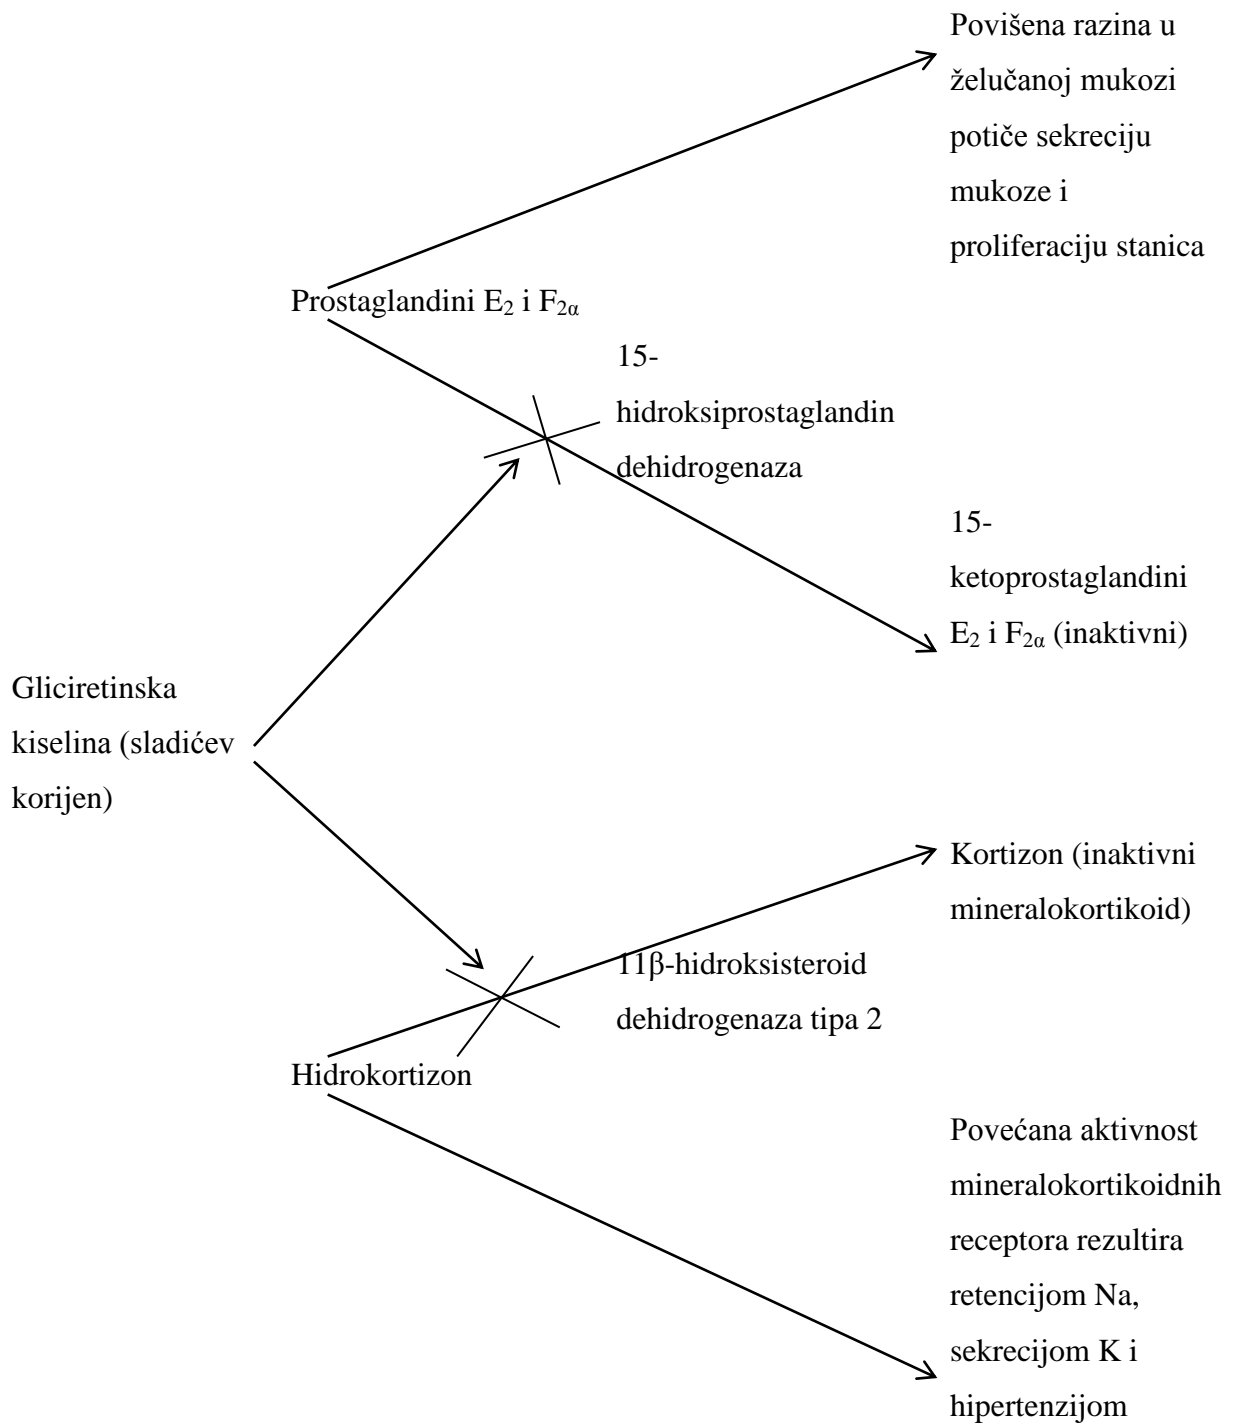 Povišena razina u
želučanoj mukozi
potiče sekreciju
mukoze i
proliferaciju stanica
Prostaglandini E₂ i F₂α
15-
hidroksiprostaglandin
dehidrogenaza
15-
ketoprostaglandini
E₂ i F₂α (inaktivni)
Gliciretinska
kiselina (sladićev
korijen)
Kortizon (inaktivni
mineralokortikoid)
11β-hidroksisteroid
dehidrogenaza tipa 2
Hidrokortizon
Povećana aktivnost
mineralokortikoidnih
receptora rezultira
retencijom Na,
sekrecijom K i
hipertenzijom